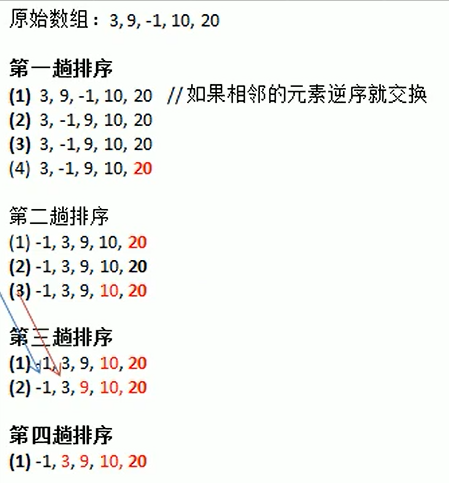 原始数组：3, 9, -1, 10, 20
第一趟排序
(1) 3, 9, -1, 10, 20 //如果相邻的元素逆序就交换
(2) 3, -1, 9, 10, 20
(3) 3, -1, 9, 10, 20
(4) 3, -1, 9, 10, 20
第二趟排序
(1) -1, 3, 9, 10, 20
(2) -1, 3, 9, 10, 20
(3) -1, 3, 9, 10, 20
第三趟排序
(1) -1, 3, 9, 10, 20
(2) -1, 3, 9, 10, 20
第四趟排序
(1) -1, 3, 9, 10, 20